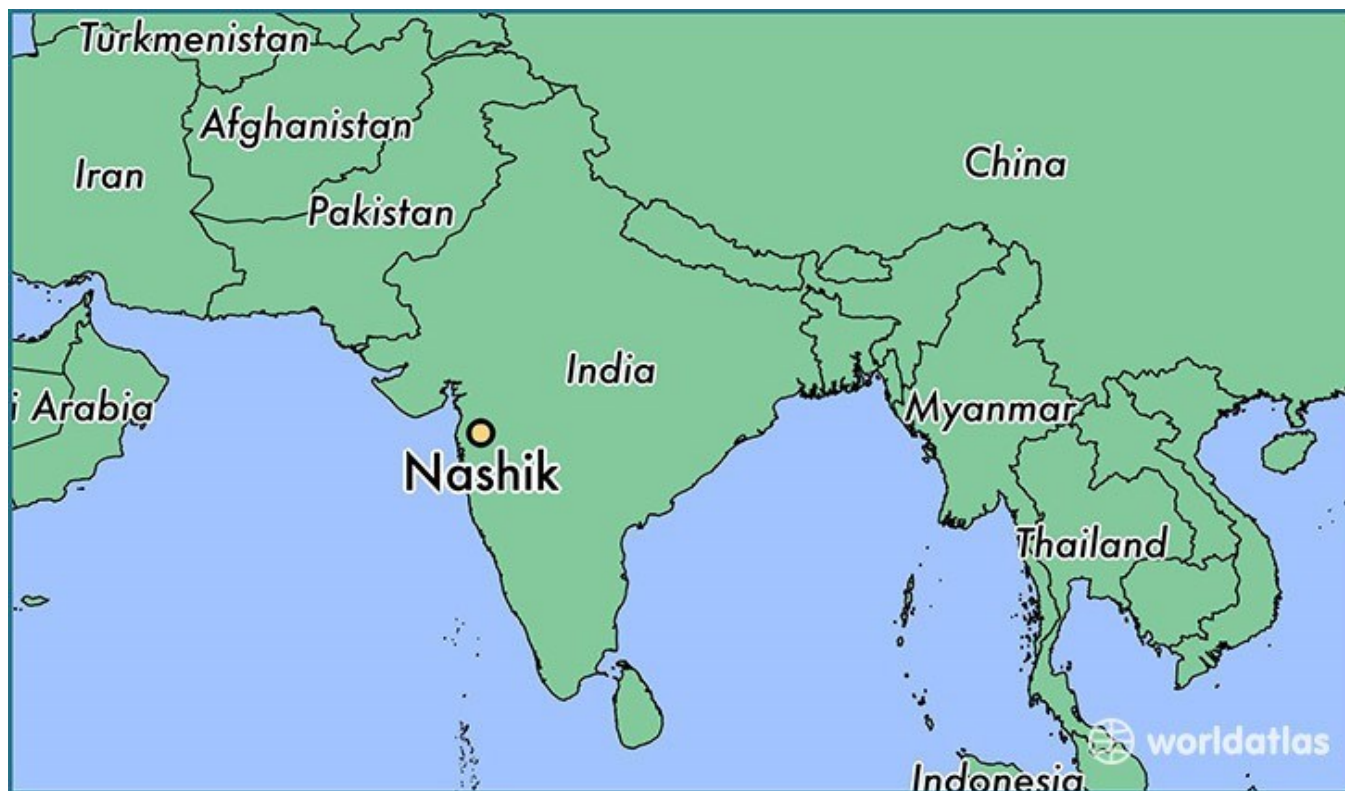 Turkmenistan
Afghanistan
China
Iran
Pakistan
India
i Arabia
Myanmar
Nashik
Thailand
worldatlas
Indonesia